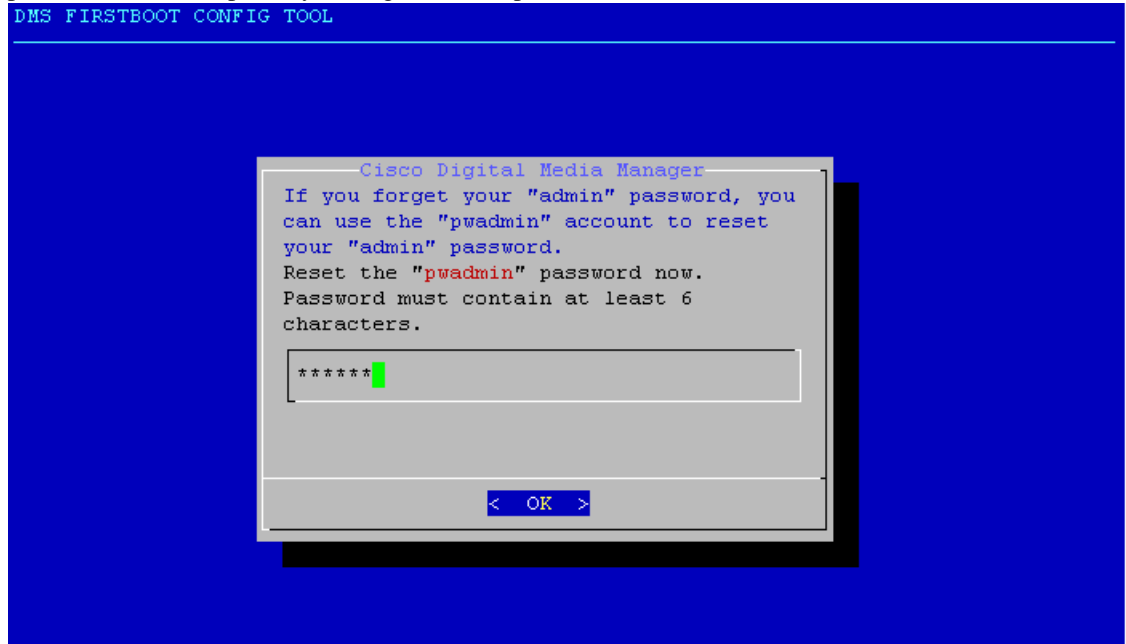 DMS FIRSTBOOT CONFIG TOOL
Cisco Digital Media Manager
If you forget your "admin" password, you
can use the "pwadmin" account to reset
your "admin" password.
Reset the "pwadmin" password now.
Password must contain at least 6
characters.
******
< OK >